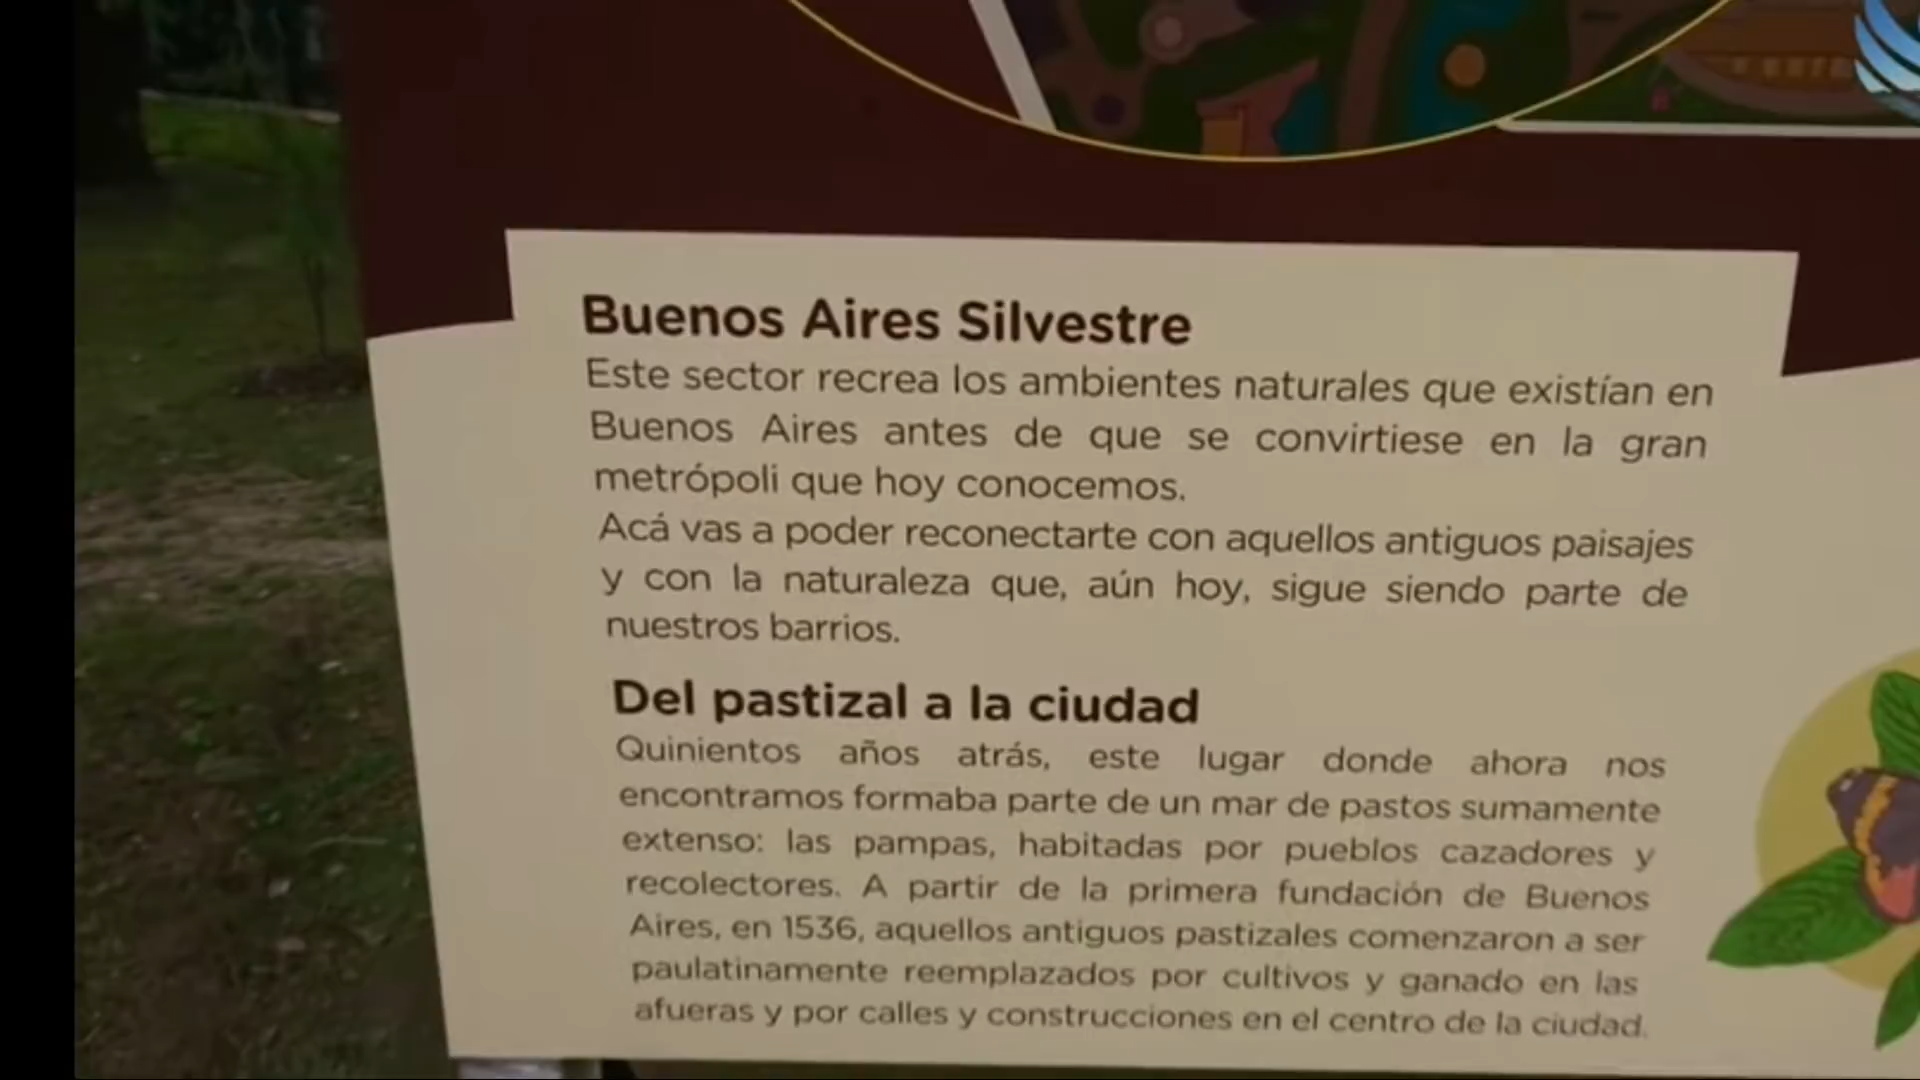 Buenos Aires Silvestre
Este sector recrea los ambientes naturales que existían en
Buenos Aires antes de que se convirtiese en la gran
metrópoli que hoy conocemos.
Acá vas a poder reconectarte con aquellos antiguos paisajes
y con la naturaleza que, aún hoy, sigue siendo parte de
nuestros barrios.
Del pastizal a la ciudad
Quinientos años atrás, este lugar donde ahora nos
encontramos formaba parte de un mar de pastos sumamente
extenso: las pampas, habitadas por pueblos cazadores y
recolectores. A partir de la primera fundación de Buenos
Aires, en 1536, aquellos antiguos pastizales comenzaron a ser
paulatinamente reemplazados por cultivos y ganado en las
afueras y por calles y construcciones en el centro de la ciudad.